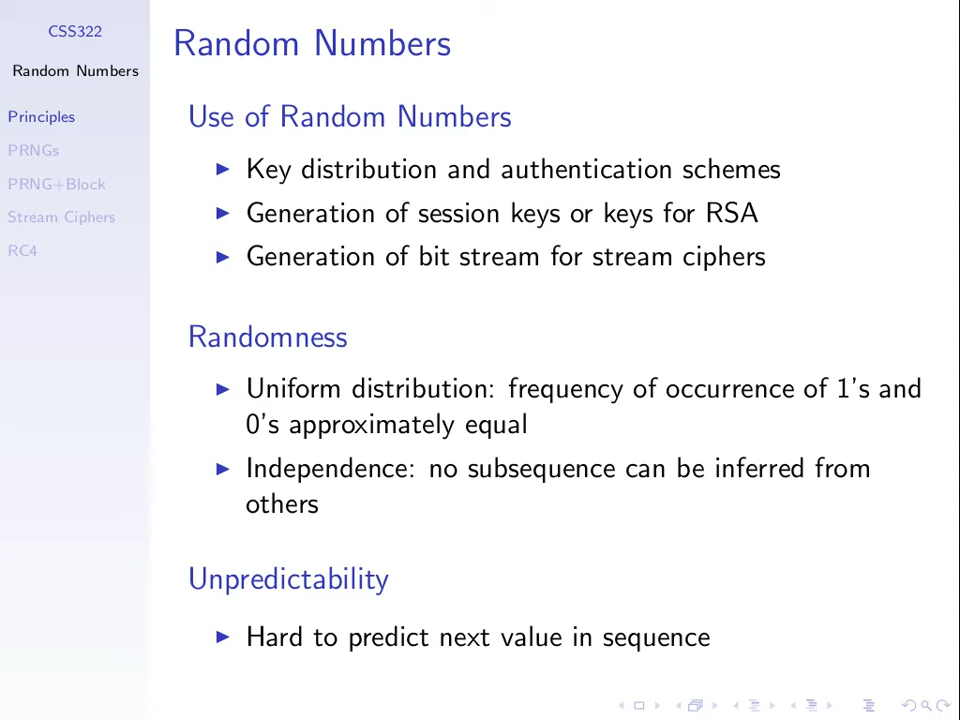 CSS322
Random Numbers
Principles
PRNGs
PRNG+Block
Stream Ciphers
RC4
Random Numbers
Use of Random Numbers
Key distribution and authentication schemes
Generation of session keys or keys for RSA
Generation of bit stream for stream ciphers
Randomness
Uniform distribution: frequency of occurrence of 1's and
0's approximately equal
Independence: no subsequence can be inferred from
others
Unpredictability
Hard to predict next value in sequence